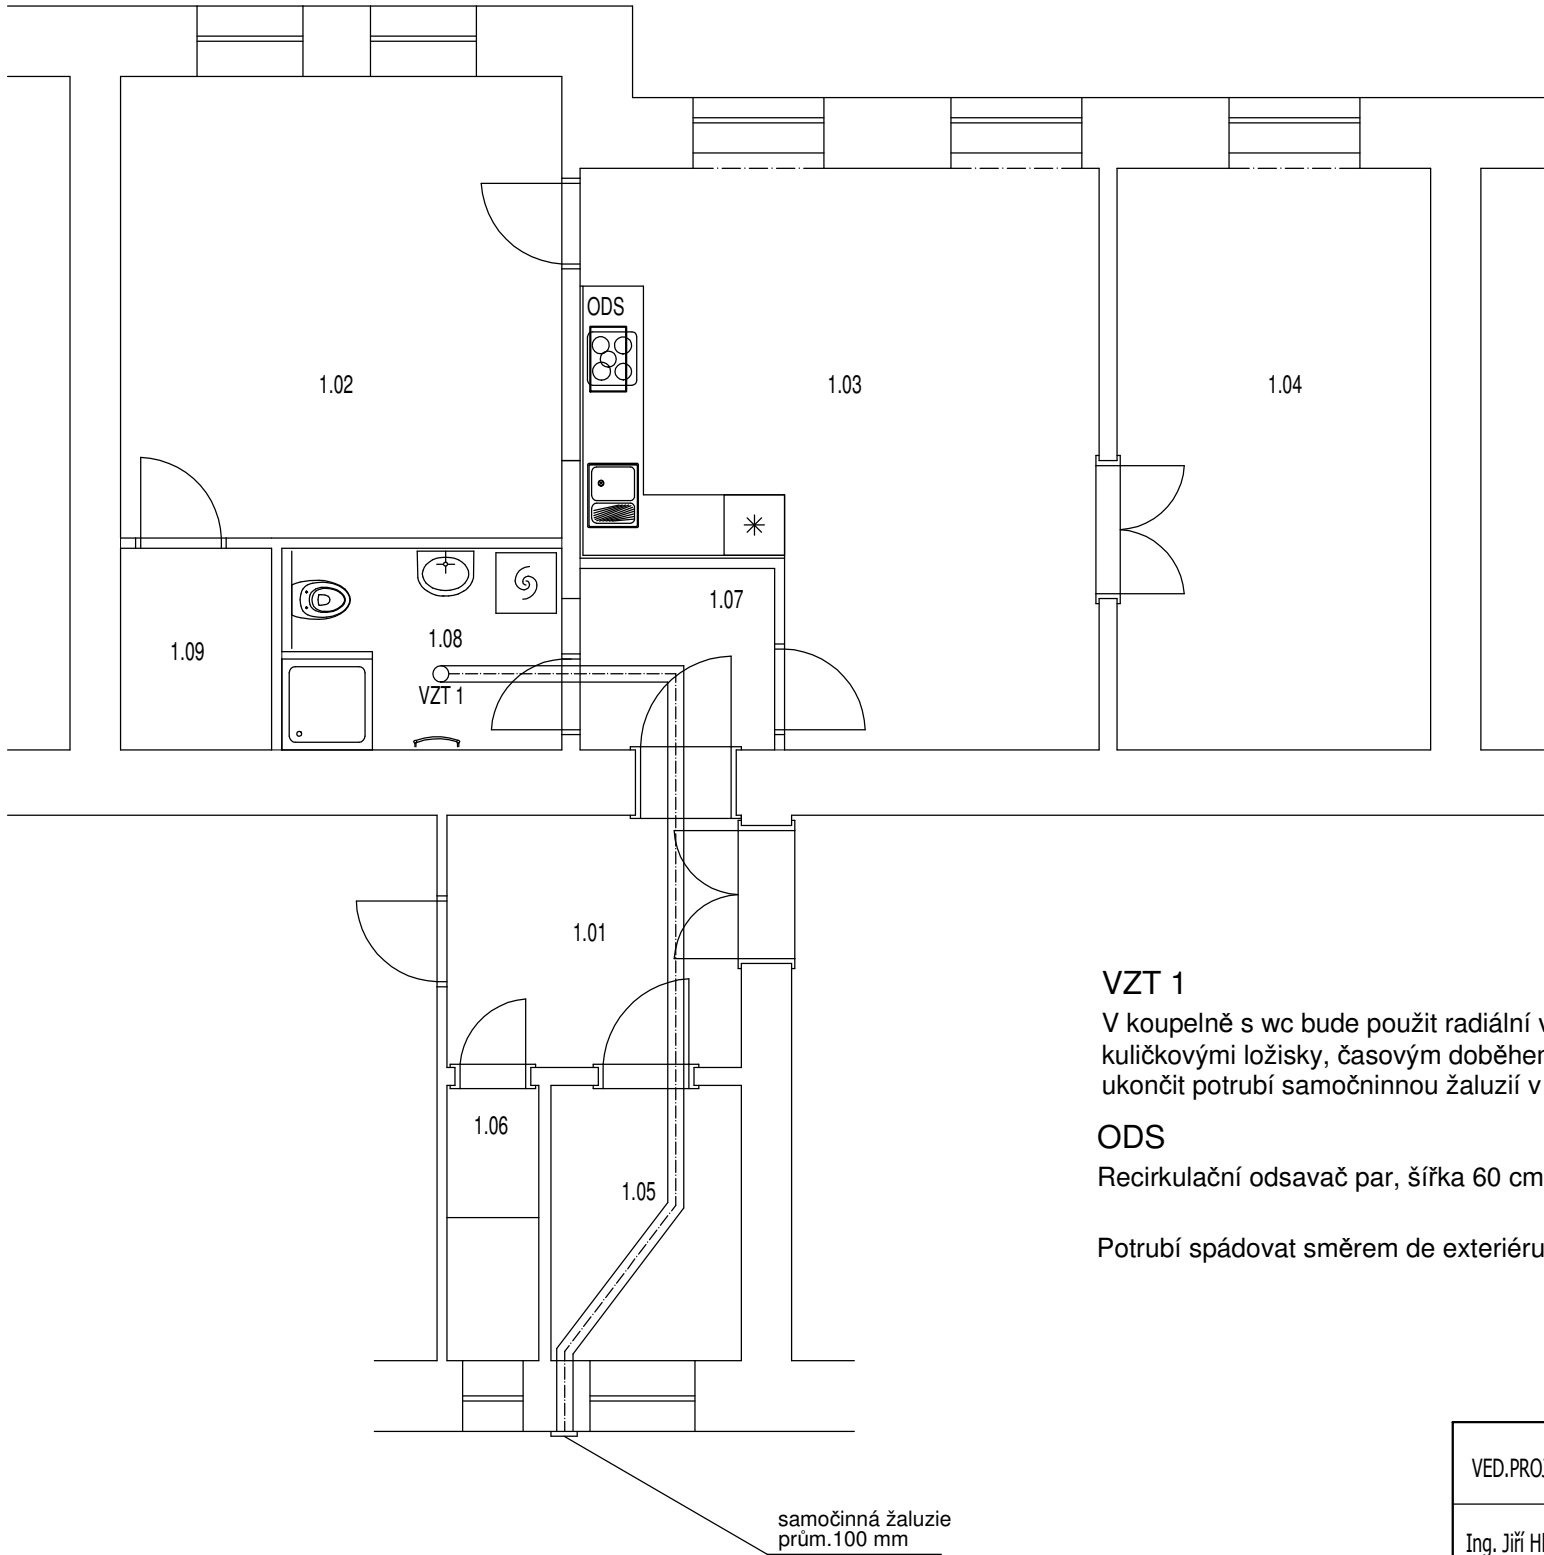 ODS
1.02
1.03
1.04
1.07
1.08
1.09
VZT 1
1.01
1.06
1.05
VZT 1
V koupelně s wc bude použit radiální
kuličkovými ložisky, časovým doběhem
ukončit potrubí samočninnou žaluzií v
ODS
Recirkulační odsavač par, šířka 60 cm
Potrubí spádovat směrem de exteriéru
samočinná žaluzie
prům.100 mm
VED.PROJ
Ing. Jiří